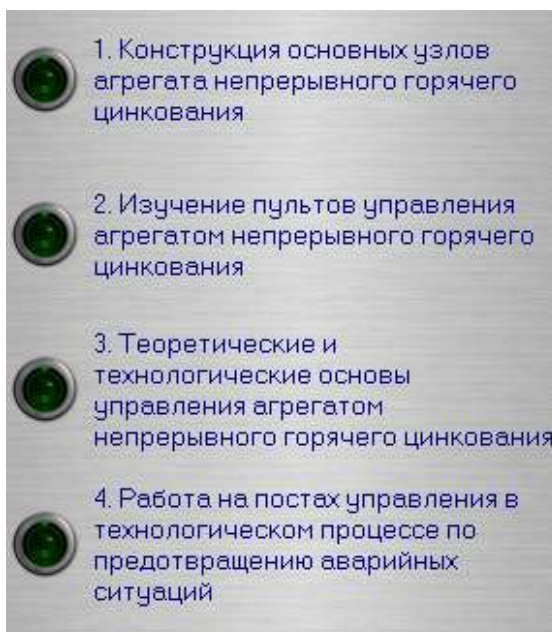 1. Конструкция основных узлов
агрегата непрерывного горячего
цинкования
2. Изучение пультов управления
агрегатом непрерывного горячего
цинкования
3. Теоретические и
технологические основы
управления агрегатом
непрерывного горячего цинкования
4. Работа на постах управления в
технологическом процессе по
предотвращению аварийных
ситуаций